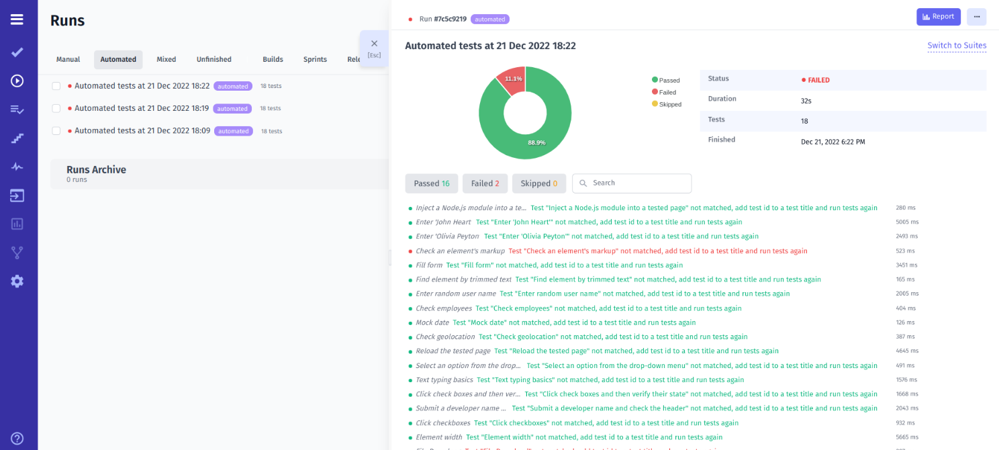 Runs
Manual Automated Mixed Unfinished Builds Sprints Rele
[Esc]
Automated tests at 21 Dec 2022 18:22 automated 18 tests
Automated tests at 21 Dec 2022 18:19 automated 18 tests
Automated tests at 21 Dec 2022 18:09 automated 18 tests
Runs Archive
0 runs
Run #7c5c9219 automated
Report
Automated tests at 21 Dec 2022 18:22
Switch to Suites
11.1%
88.9%
Passed
Failed
Skipped
Status FAILED
Duration 32s
Tests 18
Finished Dec 21, 2022 6:22 PM
Passed 16 Failed 2 Skipped 0 Search
Inject a Node.js module into a te... Test "Inject a Node.js module into a tested page" not matched, add test id to a test title and run tests again 280 ms
Enter 'John Heart Test "Enter 'John Heart'" not matched, add test id to a test title and run tests again 5005 ms
Enter 'Olivia Peyton Test "Enter 'Olivia Peyton'" not matched, add test id to a test title and run tests again 2493 ms
Check an element's markup Test "Check an element's markup" not matched, add test id to a test title and run tests again 523 ms
Fill form Test "Fill form" not matched, add test id to a test title and run tests again 3451 ms
Find element by trimmed text Test "Find element by trimmed text" not matched, add test id to a test title and run tests again 165 ms
Enter random user name Test "Enter random user name" not matched, add test id to a test title and run tests again 2005 ms
Check employees Test "Check employees" not matched, add test id to a test title and run tests again 404 ms
Mock date Test "Mock date" not matched, add test id to a test title and run tests again 126 ms
Check geolocation Test "Check geolocation" not matched, add test id to a test title and run tests again 387 ms
Reload the tested page Test "Reload the tested page" not matched, add test id to a test title and run tests again 4645 ms
Select an option from the drop... Test "Select an option from the drop-down menu" not matched, add test id to a test title and run tests again 491 ms
Text typing basics Test "Text typing basics" not matched, add test id to a test title and run tests again 1576 ms
Click check boxes and then ver... Test "Click check boxes and then verify their state" not matched, add test id to a test title and run tests again 1668 ms
Submit a developer name ... Test "Submit a developer name and check the header" not matched, add test id to a test title and run tests again 2043 ms
Click checkboxes Test "Click checkboxes" not matched, add test id to a test title and run tests again 932 ms
Element width Test "Element width" not matched, add test id to a test title and run tests again 5665 ms